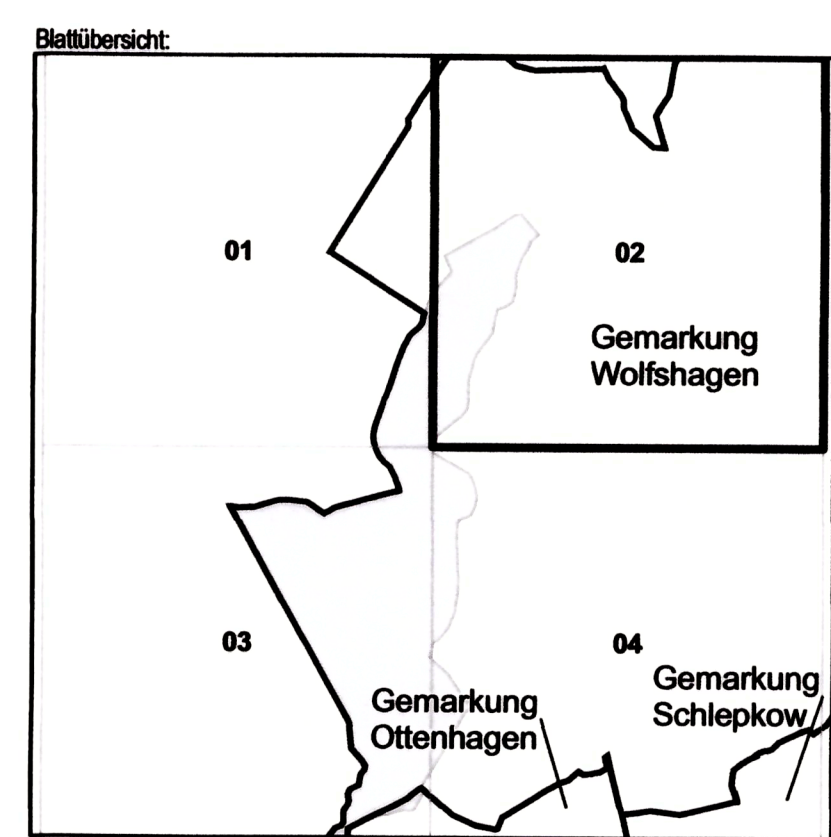 Blattübersicht:
01
02
Gemarkung
Wolfshagen
03
04
Gemarkung
Schlepkow
Gemarkung
Ottenhagen